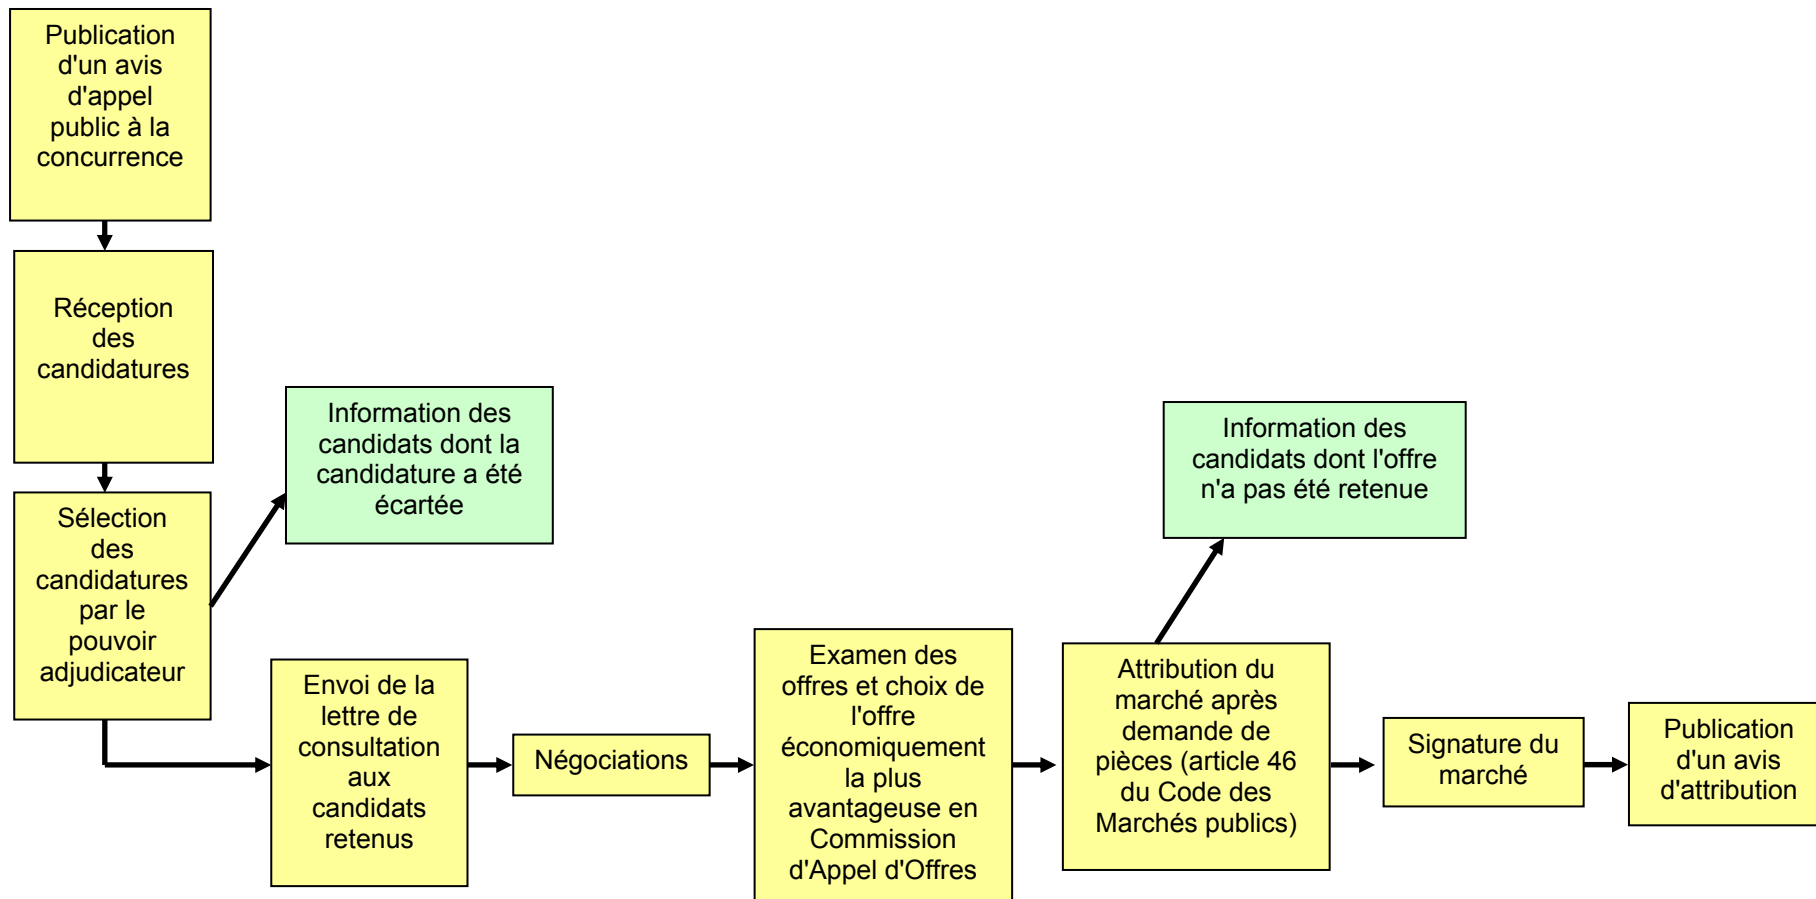 Publication
d'un avis
d'appel
public à la
concurrence
Réception
des
candidatures
Sélection
des
candidatures
par le
pouvoir
adjudicateur
Information des
candidats dont la
candidature a été
écartée
Envoi de la
lettre de
consultation
aux
candidats
retenus
Négociations
Examen des
offres et choix de
l'offre
économiquement
la plus
avantageuse en
Commission
d'Appel d'Offres
Attribution du
marché après
demande de
pièces (article 46
du Code des
Marchés publics)
Information des
candidats dont l'offre
n'a pas été retenue
Signature du
marché
Publication
d'un avis
d'attribution